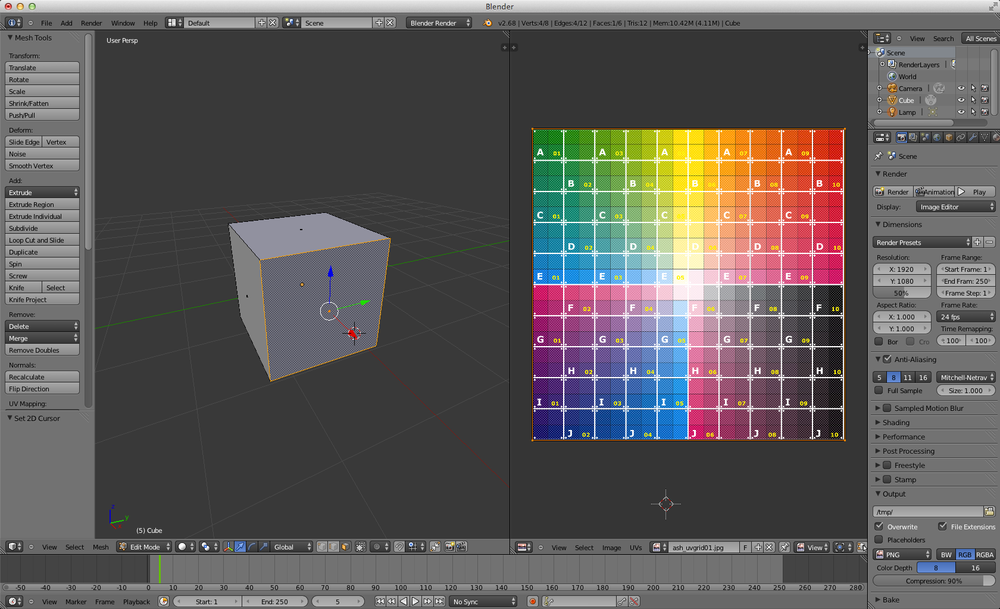 Blender
File Add Render Window Help Default Scene Blender Render v2.68 | Verts:4/8 | Edges:4/12 | Faces:1/6 | Tris:12 | Mem:10.42M (4.11M) | Cube
Mesh Tools
Transform:
Translate
Rotate
Scale
Shrink/Fatten
Push/Pull
Deform:
Slide Edge Vertex
Noise
Smooth Vertex
Add:
Extrude
Extrude Region
Extrude Individual
Subdivide
Loop Cut and Slide
Duplicate
Spin
Screw
Knife Select
Knife Project
Remove:
Delete
Merge
Remove Doubles
Normals:
Recalculate
Flip Direction
UV Mapping:
Set 2D Cursor
User Persp
z
y
x
(5) Cube
View Select Mesh Edit Mode Global
A 01 A 03 A 05 A 07 A 09
B 02 B 04 B 06 B 08 B 10
C 01 C 03 C 05 C 07 C 09
D 02 D 04 D 06 D 08 D 10
E 01 E 03 E 05 E 07 E 09
F 02 F 04 F 06 F 08 F 10
G 01 G 03 G 05 G 07 G 09
H 02 H 04 H 06 H 08 H 10
I 01 I 03 I 05 I 07 I 09
J 02 J 04 J 06 J 08 J 10
View Select Image UVs ash_uvgrid01.jpg F View
-50 -40 -30 -20 -10 0 10 20 30 40 50 60 70 80 90 100 110 120 130 140 150 160 170 180 190 200 210 220 230 240 250 260 270 280
View Marker Frame Playback Start: 1 End: 250 5 No Sync
View Search All Scenes
Scene
RenderLayers
World
Camera
Cube
Lamp
Scene
Render
Render Animation Play
Display: Image Editor
Dimensions
Render Presets
Resolution: Frame Range:
X: 1920 Start Frame: 1
Y: 1080 End Fram: 250
50% Frame Step: 1
Aspect Ratio: Frame Rate:
X: 1.000 24 fps
Y: 1.000 Time Remapping:
Bor Cro 100 100
Anti-Aliasing
5 8 11 16 Mitchell-Netrav
Full Sample Size: 1.000
Sampled Motion Blur
Shading
Performance
Post Processing
Freestyle
Stamp
Output
/tmp/
Overwrite File Extensions
Placeholders
PNG BW RGB RGBA
Color Depth 8 16
Compression: 90%
Bake